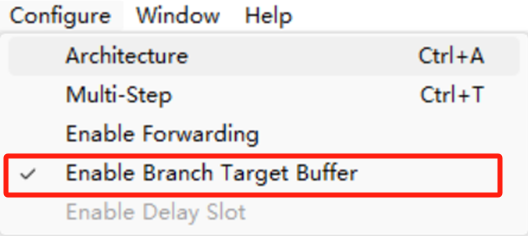 Configure Window Help
Architecture Ctrl+A
Multi-Step Ctrl+T
Enable Forwarding
Enable Branch Target Buffer
Enable Delay Slot